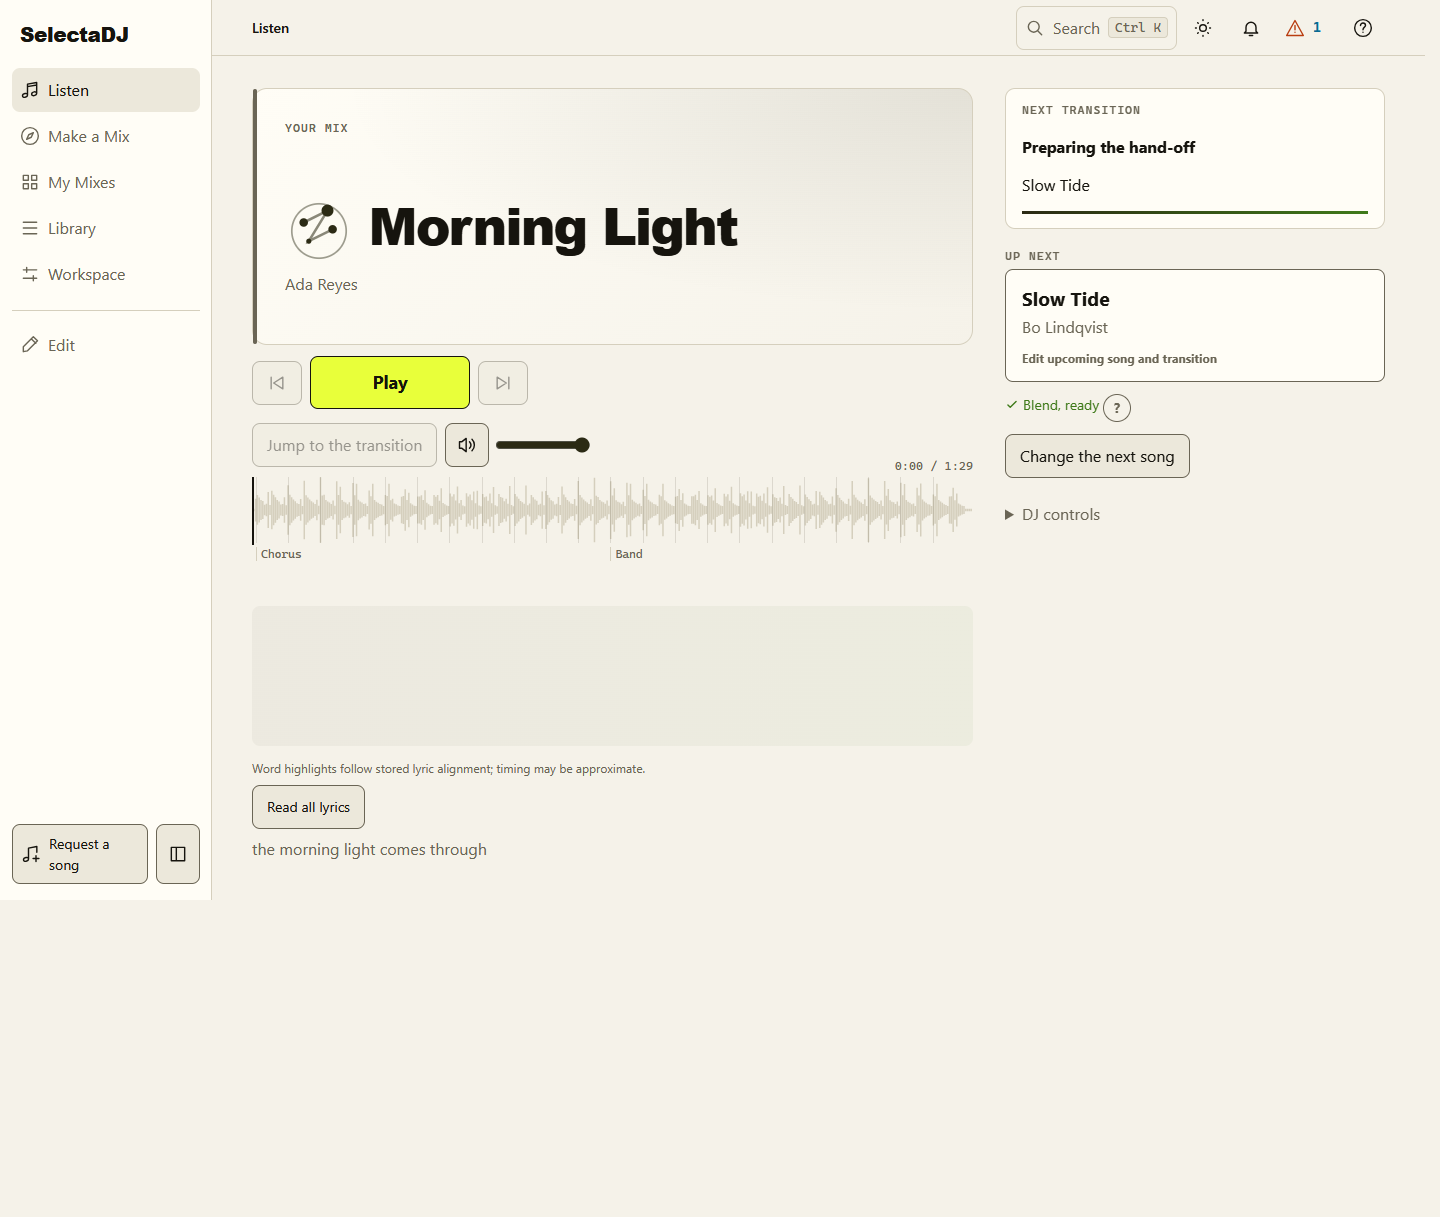 SelectaDJ
Listen
Make a Mix
My Mixes
Library
Workspace
Edit
Request a
song
Listen
Search Ctrl K
1
YOUR MIX
Morning Light
Ada Reyes
Play
Jump to the transition
0:00 / 1:29
Chorus
Band
Word highlights follow stored lyric alignment; timing may be approximate.
Read all lyrics
the morning light comes through
NEXT TRANSITION
Preparing the hand-off
Slow Tide
UP NEXT
Slow Tide
Bo Lindqvist
Edit upcoming song and transition
Blend, ready ?
Change the next song
DJ controls